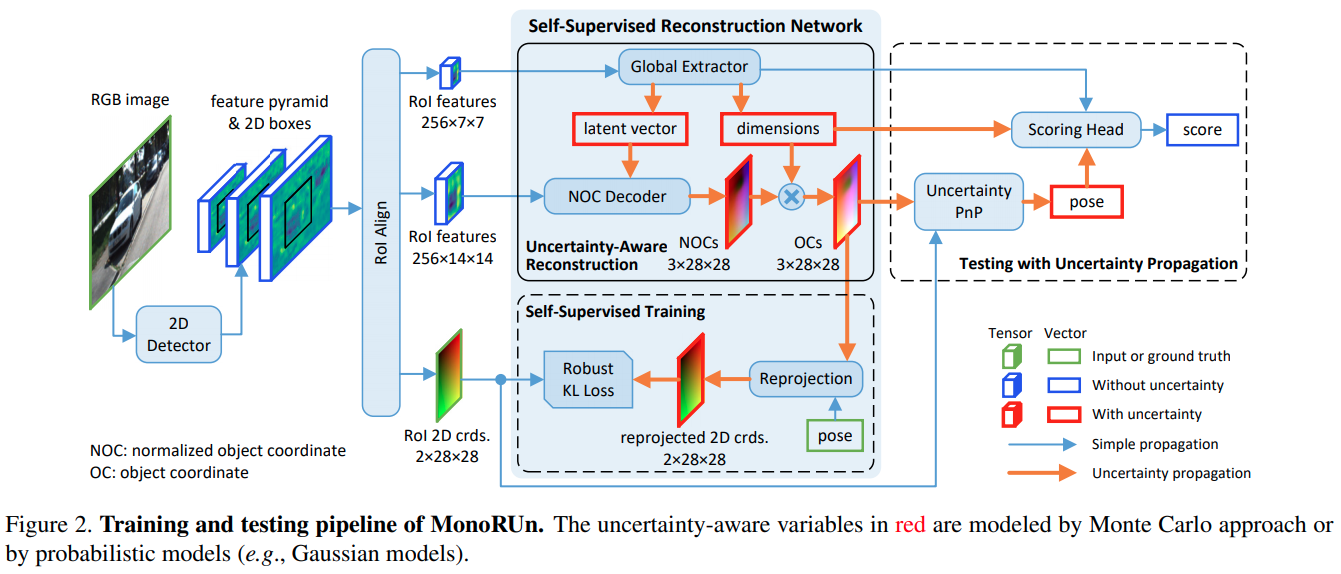 Self-Supervised Reconstruction Network
RGB image
feature pyramid
& 2D boxes
2D
Detector
RoI Align
RoI features
256×7×7
RoI features
256×14×14
RoI 2D crds.
2×28×28
Global Extractor
latent vector
dimensions
NOC Decoder
NOCs
3×28×28
OCs
3×28×28
Uncertainty-Aware
Reconstruction
Self-Supervised Training
Robust
KL Loss
reprojected 2D crds.
2×28×28
Reprojection
pose
Scoring Head
score
Uncertainty
PnP
pose
Testing with Uncertainty Propagation
Tensor Vector
Input or ground truth
Without uncertainty
With uncertainty
Simple propagation
Uncertainty propagation
NOC: normalized object coordinate
OC: object coordinate
Figure 2. Training and testing pipeline of MonoRUn. The uncertainty-aware variables in red are modeled by Monte Carlo approach or
by probabilistic models (e.g., Gaussian models).